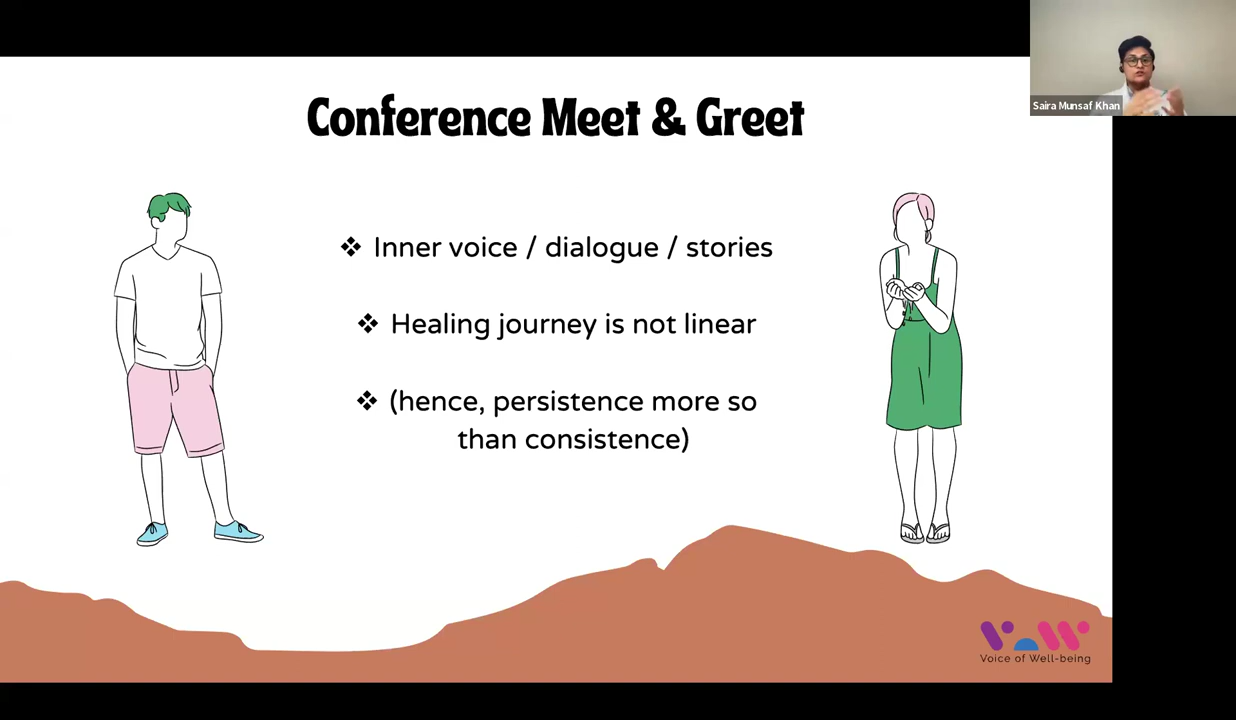 Saira Munsaf Khan
Conference Meet & Greet
❖ Inner voice / dialogue / stories
❖ Healing journey is not linear
❖ (hence, persistence more so
than consistence)
VOW
Voice of Well-being